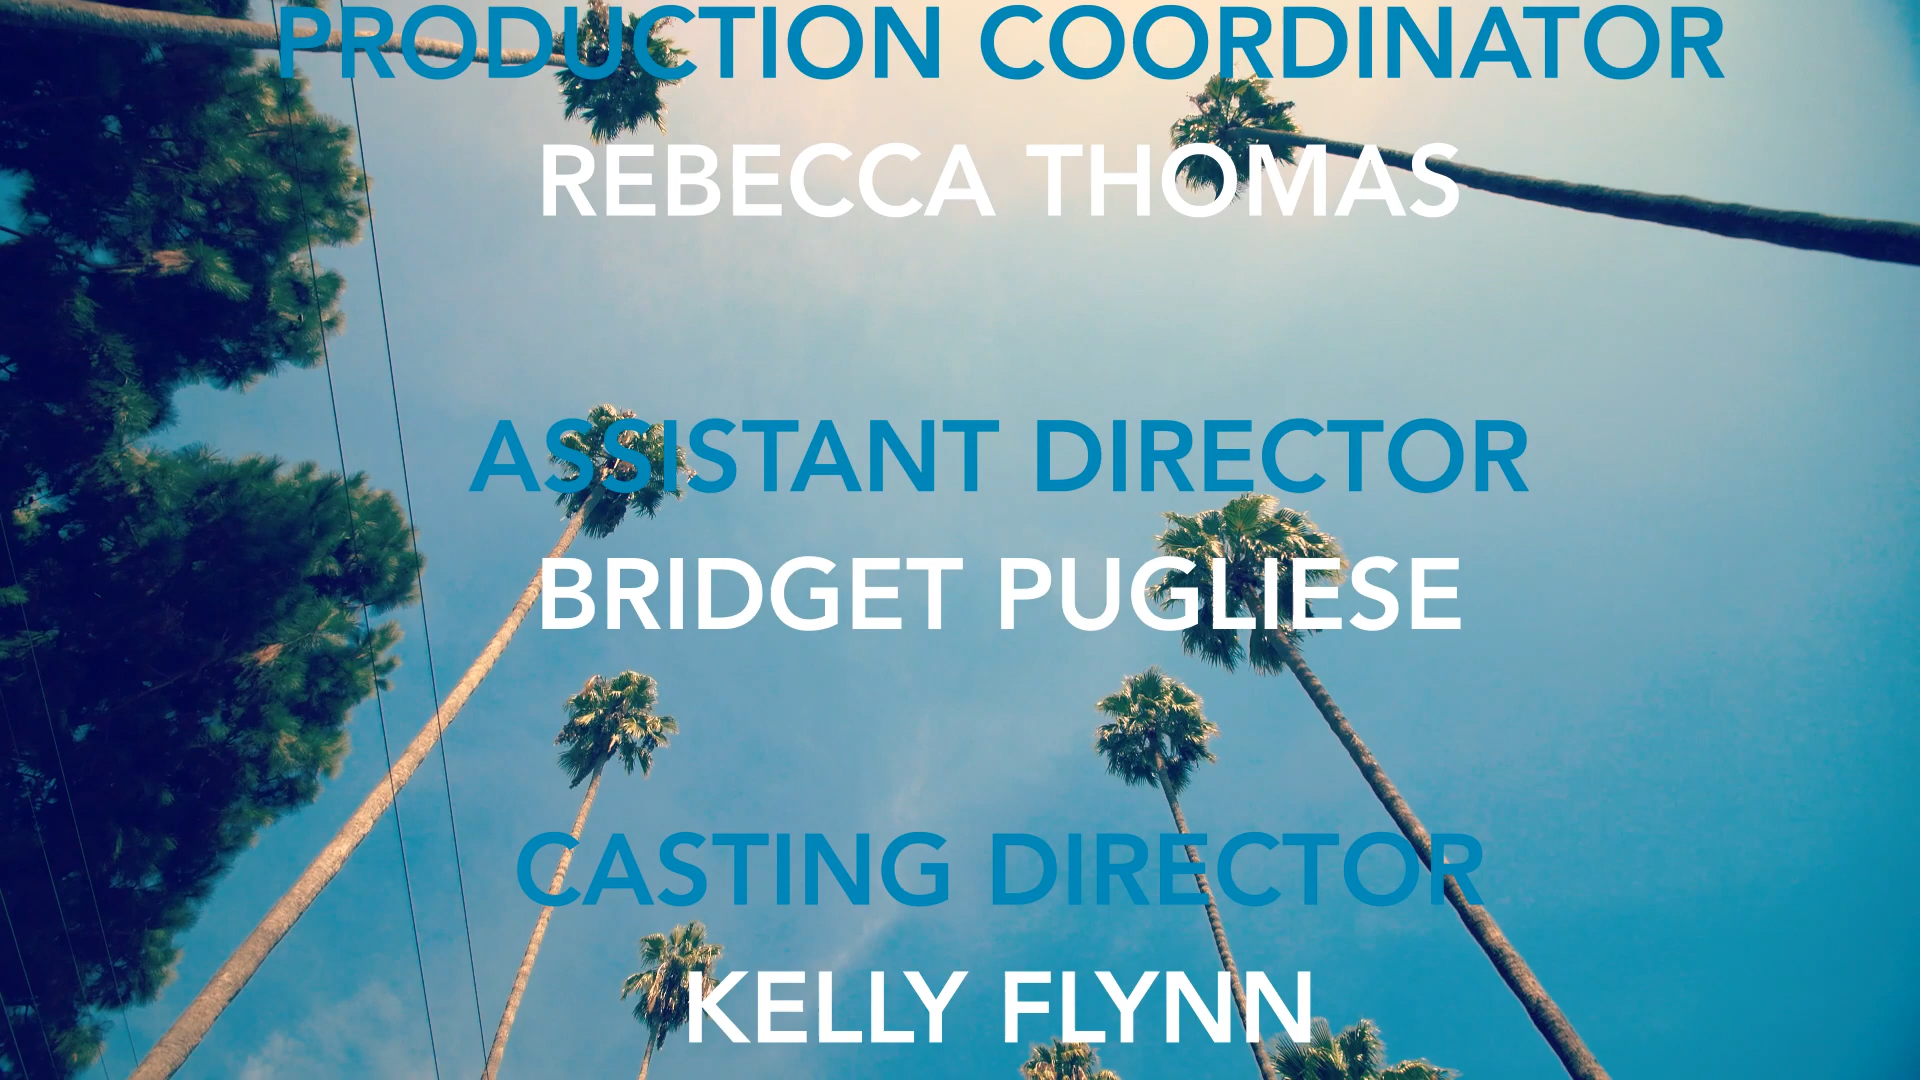 PRODUCTION COORDINATOR
REBECCA THOMAS
ASSISTANT DIRECTOR
BRIDGET PUGLIESE
CASTING DIRECTOR
KELLY FLYNN